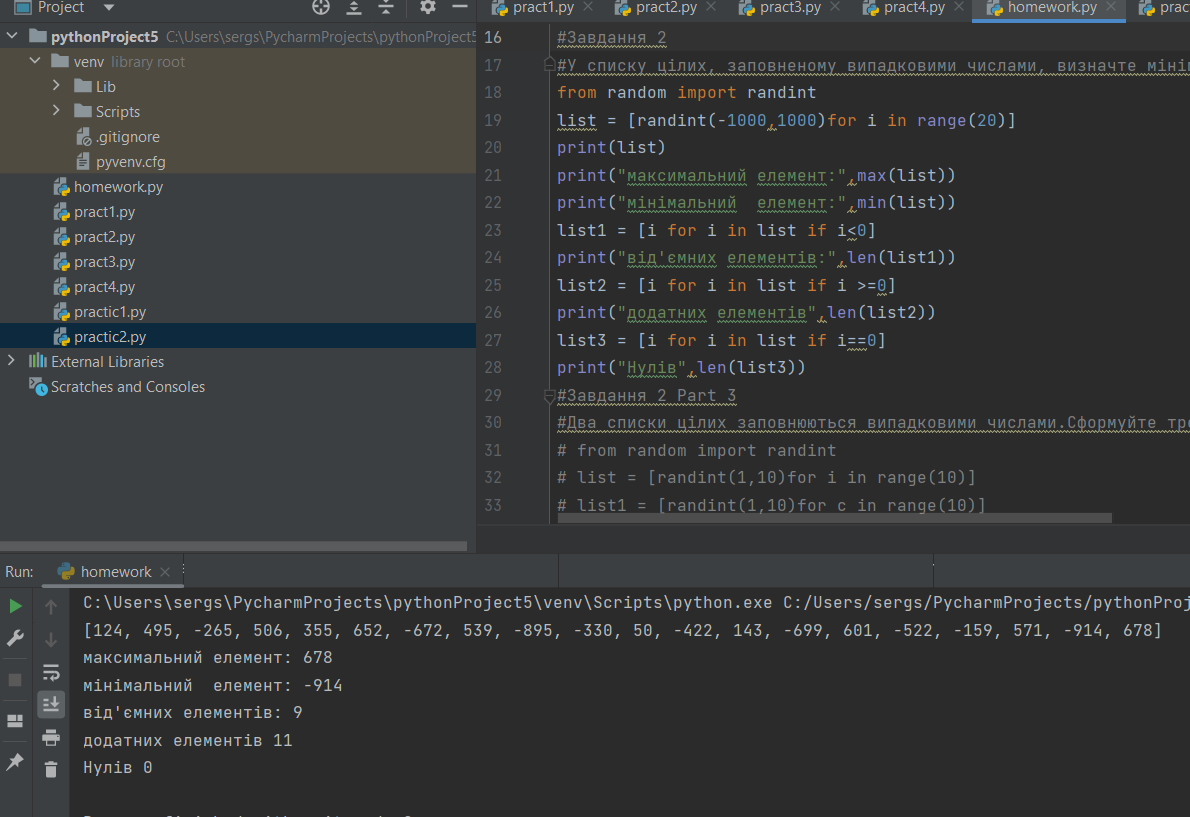 Project
pract1.py
pract2.py
pract3.py
pract4.py
homework.py
prac
pythonProject5 C:\Users\sergs\PycharmProjects\pythonProject5
venv library root
Lib
Scripts
.gitignore
pyvenv.cfg
homework.py
pract1.py
pract2.py
pract3.py
pract4.py
practic1.py
practic2.py
External Libraries
Scratches and Consoles
16 #Завдання 2
17 #У списку цілих, заповненому випадковими числами, визначте міні
18 from random import randint
19 list = [randint(-1000,1000)for i in range(20)]
20 print(list)
21 print("максимальний елемент:",max(list))
22 print("мінімальний  елемент:",min(list))
23 list1 = [i for i in list if i<0]
24 print("від'ємних елементів:",len(list1))
25 list2 = [i for i in list if i >=0]
26 print("додатних елементів",len(list2))
27 list3 = [i for i in list if i==0]
28 print("Нулів",len(list3))
29 #Завдання 2 Part 3
30 #Два списки цілих заповнюються випадковими числами.Сформуйте тре
31 # from random import randint
32 # list = [randint(1,10)for i in range(10)]
33 # list1 = [randint(1,10)for c in range(10)]
Run: homework
C:\Users\sergs\PycharmProjects\pythonProject5\venv\Scripts\python.exe C:/Users/sergs/PycharmProjects/pythonProj
[124, 495, -265, 506, 355, 652, -672, 539, -895, -330, 50, -422, 143, -699, 601, -522, -159, 571, -914, 678]
максимальний елемент: 678
мінімальний  елемент: -914
від'ємних елементів: 9
додатних елементів 11
Нулів 0